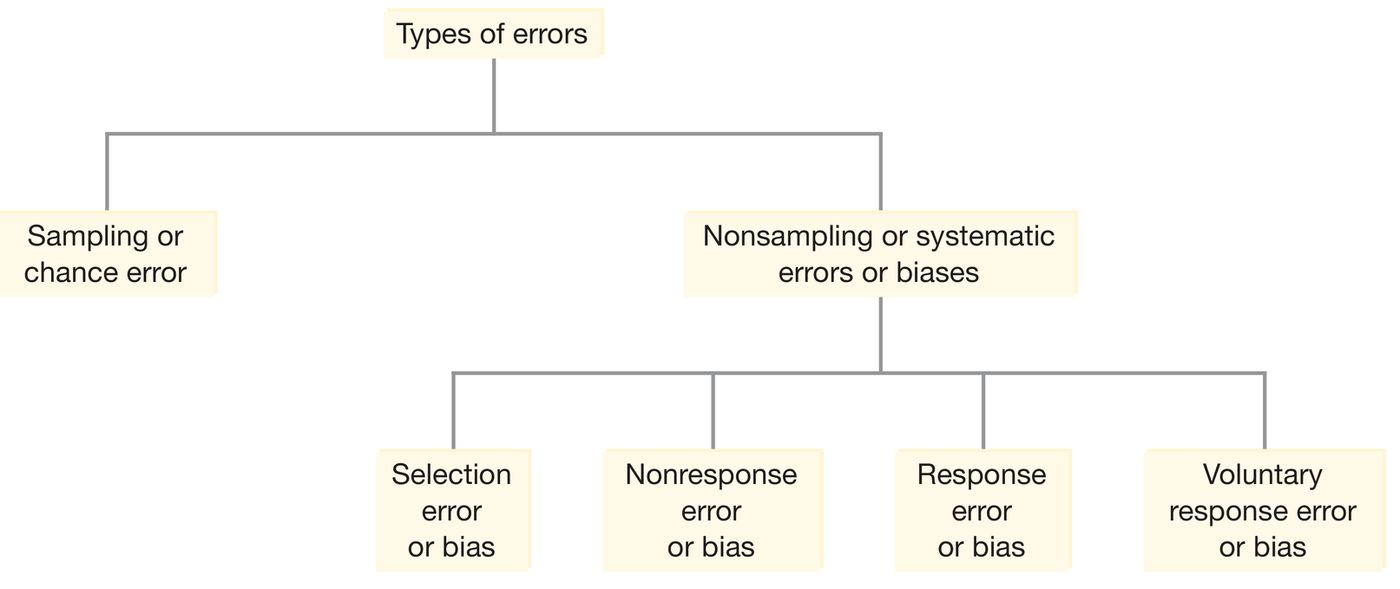 Types of errors
Sampling or
chance error
Nonsampling or systematic
errors or biases
Selection
error
or bias
Nonresponse
error
or bias
Response
error
or bias
Voluntary
response error
or bias